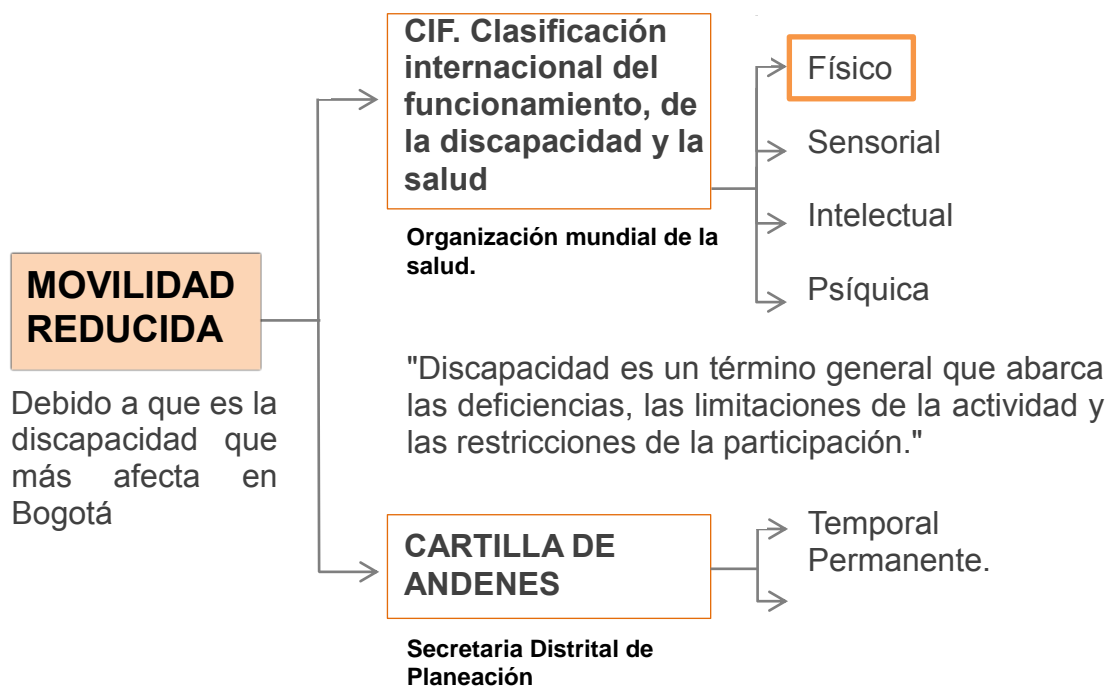 MOVILIDAD
REDUCIDA
Debido a que es la
discapacidad que
más afecta en
Bogotá
CIF. Clasificación
internacional del
funcionamiento, de
la discapacidad y la
salud
Organización mundial de la
salud.
Físico
Sensorial
Intelectual
Psíquica
"Discapacidad es un término general que abarca
las deficiencias, las limitaciones de la actividad y
las restricciones de la participación."
CARTILLA DE
ANDENES
Secretaria Distrital de
Planeación
Temporal
Permanente.